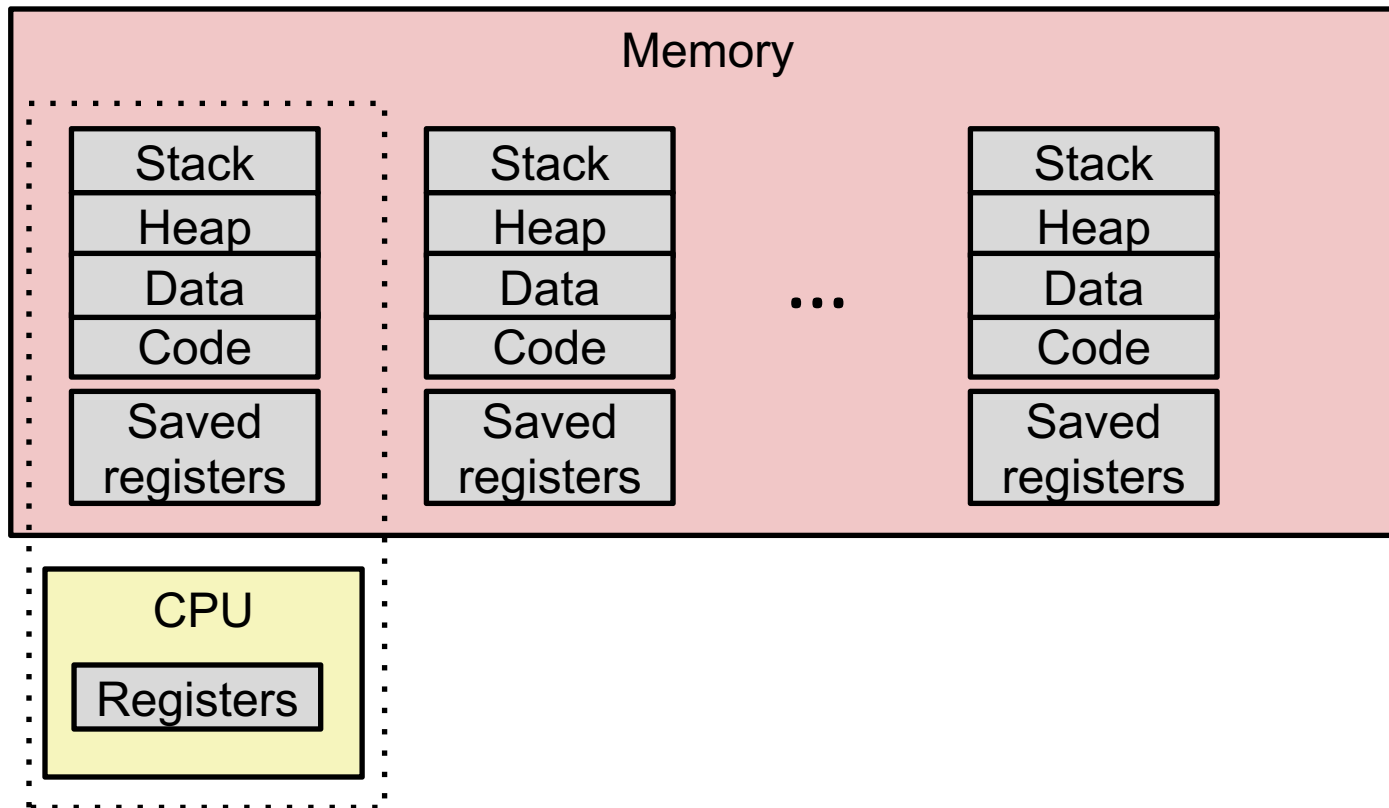 Memory
Stack
Heap
Data
Code
Saved
registers
Stack
Heap
Data
Code
Saved
registers
...
Stack
Heap
Data
Code
Saved
registers
CPU
Registers